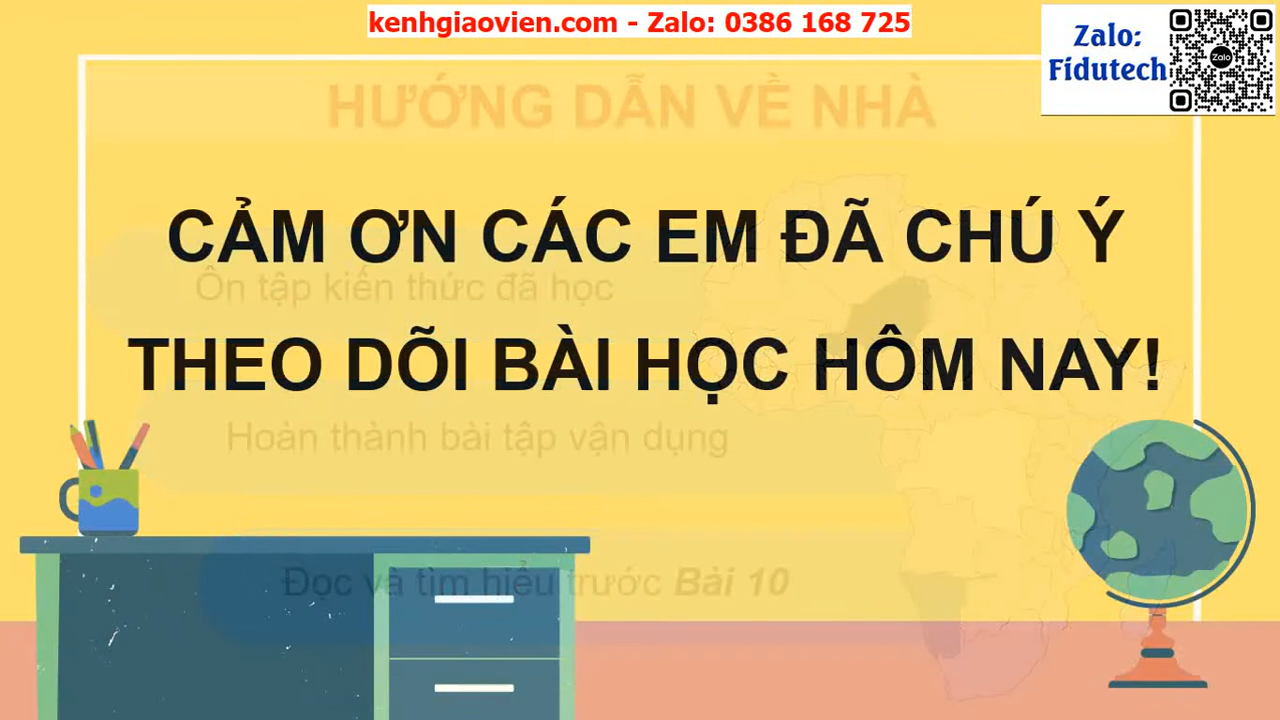 kenhgiaovien.com - Zalo: 0386 168 725
Zalo:
Fidutech
Zalo
HƯỚNG DẪN VỀ NHÀ
CẢM ƠN CÁC EM ĐÃ CHÚ Ý
Ôn tập kiến thức đã học
THEO DÕI BÀI HỌC HÔM NAY!
Hoàn thành bài tập vận dụng
Đọc và tìm hiểu trước Bài 10